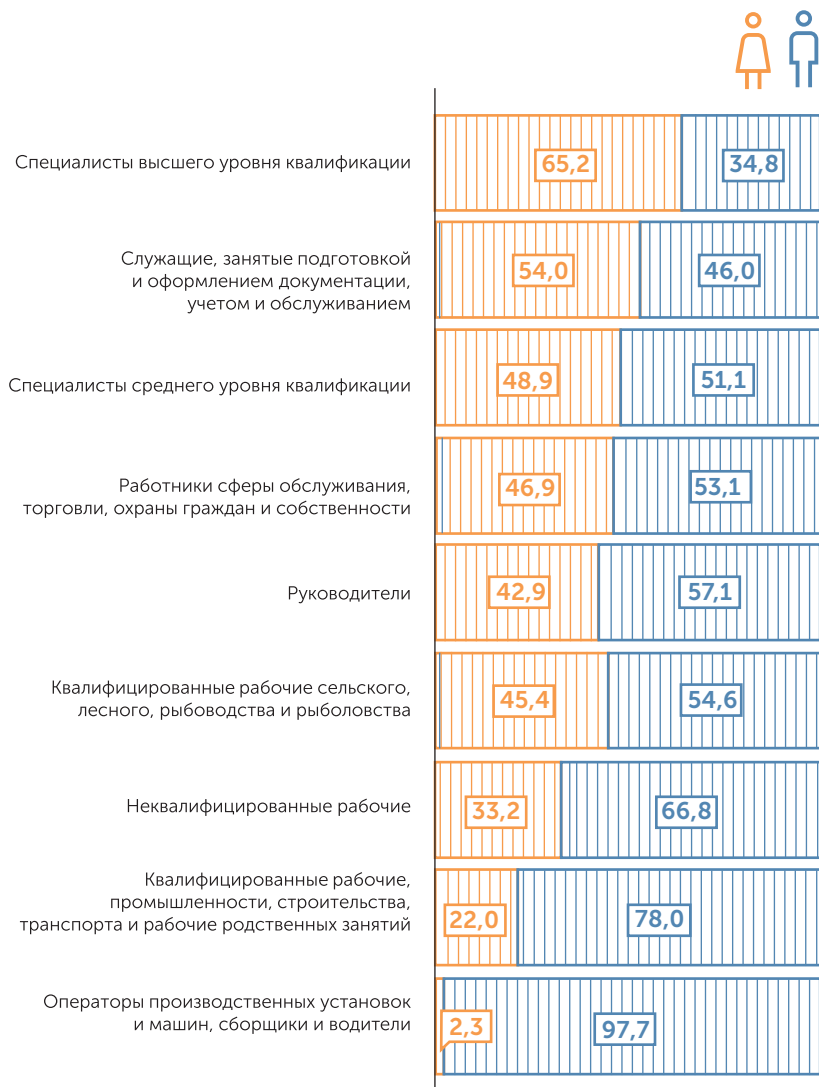 Специалисты высшего уровня квалификации
65,2
34,8
Служащие, занятые подготовкой
и оформлением документации,
учетом и обслуживанием
54,0
46,0
Специалисты среднего уровня квалификации
48,9
51,1
Работники сферы обслуживания,
торговли, охраны граждан и собственности
46,9
53,1
Руководители
42,9
57,1
Квалифицированные рабочие сельского,
лесного, рыбоводства и рыболовства
45,4
54,6
Неквалифицированные рабочие
33,2
66,8
Квалифицированные рабочие,
промышленности, строительства,
транспорта и рабочие родственных занятий
22,0
78,0
Операторы производственных установок
и машин, сборщики и водители
2,3
97,7